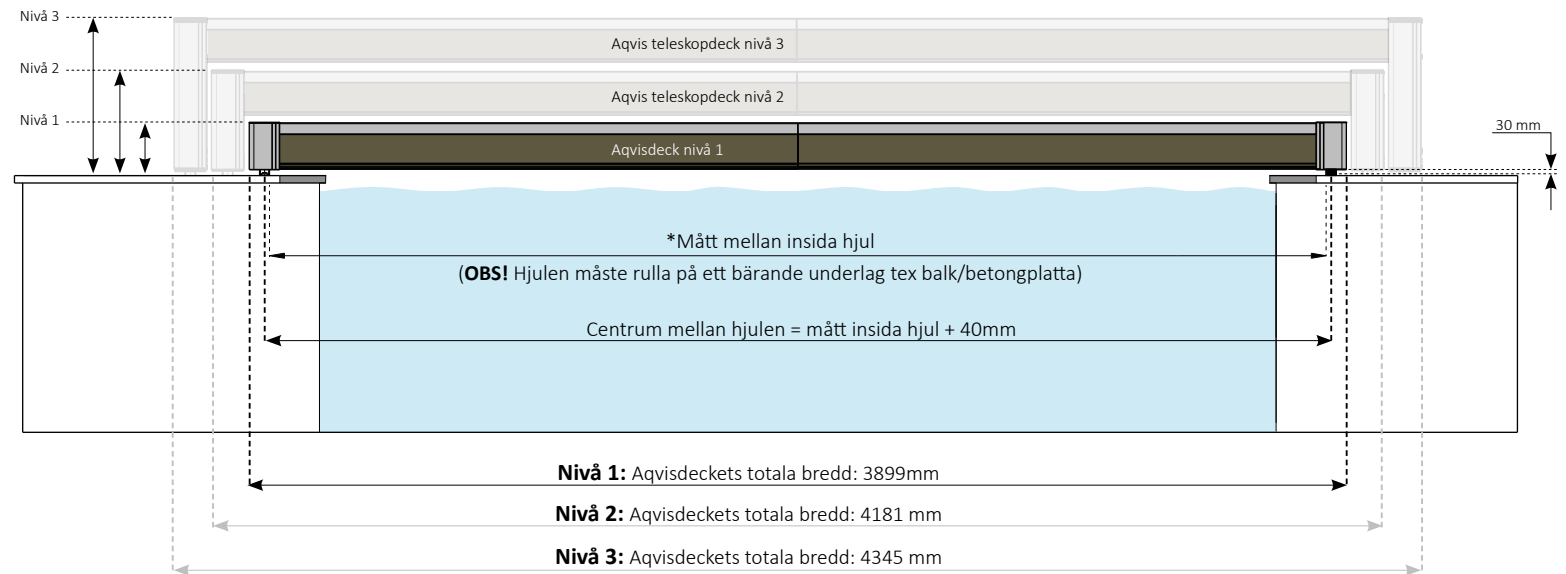 Nivå 3
Aqvis teleskopdeck nivå 3
Nivå 2
Aqvis teleskopdeck nivå 2
Nivå 1
30 mm
Aqvisdeck nivå 1
*Mått mellan insida hjul
(OBS! Hjulen måste rulla på ett bärande underlag tex balk/betongplatta)
Centrum mellan hjulen = mått insida hjul + 40mm
Nivå 1: Aqvisdeckets totala bredd: 3899mm
Nivå 2: Aqvisdeckets totala bredd: 4181 mm
Nivå 3: Aqvisdeckets totala bredd: 4345 mm